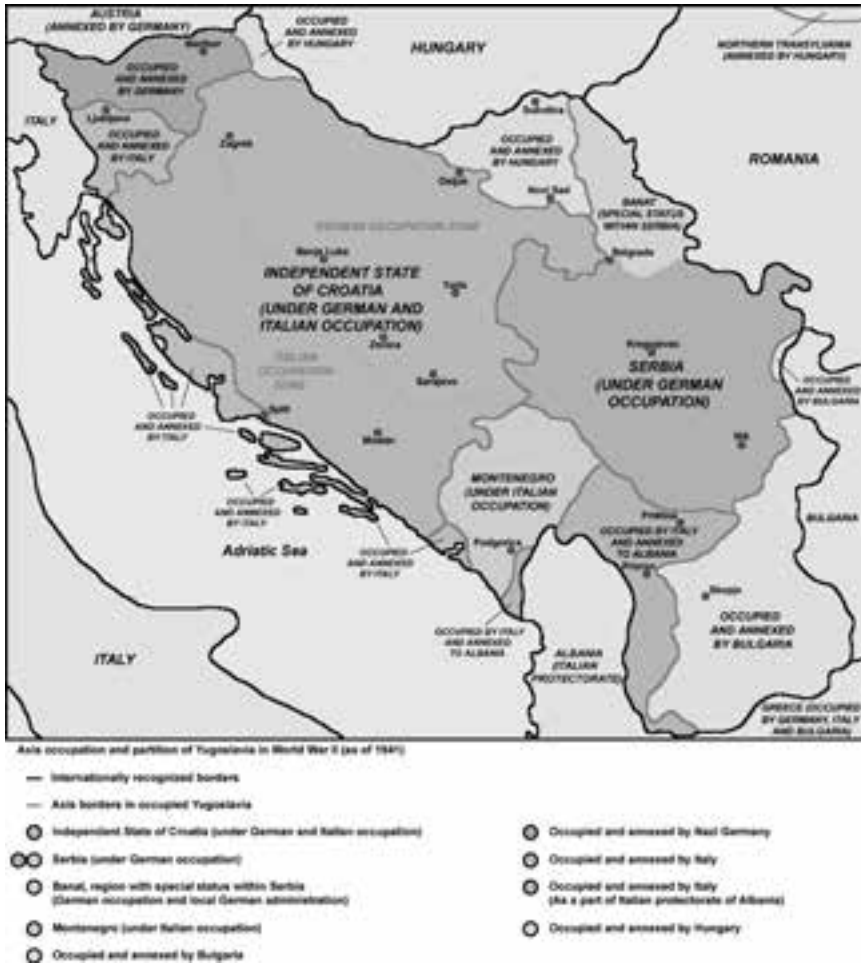 AUSTRIA
(ANNEXED BY GERMANY)
OCCUPIED
AND ANNEXED
BY HUNGARY
HUNGARY
NORTHERN TRANSYLVANIA
(ANNEXED BY HUNGARY)
Maribor
OCCUPIED
AND ANNEXED
BY GERMANY
Ljubljana
ITALY
OCCUPIED
AND ANNEXED
BY ITALY
Zagreb
Subotica
OCCUPIED
AND ANNEXED
BY HUNGARY
ROMANIA
Osijek
Novi Sad
BANAT
(SPECIAL STATUS
WITHIN SERBIA)
GERMAN OCCUPATION ZONE
Belgrade
Banja Luka
INDEPENDENT STATE
OF CROATIA
(UNDER GERMAN AND
ITALIAN OCCUPATION)
Tuzla
Zenica
Kragujevac
SERBIA
(UNDER GERMAN
OCCUPATION)
ITALIAN
OCCUPATION
ZONE
Sarajevo
OCCUPIED
AND ANNEXED
BY BULGARIA
OCCUPIED
AND ANNEXED
BY ITALY
Split
Mostar
Niš
MONTENEGRO
(UNDER ITALIAN
OCCUPATION)
OCCUPIED
AND ANNEXED
BY ITALY
Priština
BULGARIA
Adriatic Sea
OCCUPIED
AND ANNEXED
BY ITALY
Podgorica
OCCUPIED BY ITALY
AND ANNEXED
TO ALBANIA
Prizren
Skopje
OCCUPIED
AND ANNEXED
BY BULGARIA
OCCUPIED BY ITALY
AND ANNEXED
TO ALBANIA
ITALY
ALBANIA
(ITALIAN
PROTECTORATE)
GREECE (OCCUPIED
BY GERMANY, ITALY
AND BULGARIA)
Axis occupation and partition of Yugoslavia in World War II (as of 1941)
Internationally recognized borders
Axis borders in occupied Yugoslavia
Independent State of Croatia (under German and Italian occupation)
Serbia (under German occupation)
Banat, region with special status within Serbia
(German occupation and local German administration)
Montenegro (under Italian occupation)
Occupied and annexed by Bulgaria
Occupied and annexed by Nazi Germany
Occupied and annexed by Italy
Occupied and annexed by Italy
(As a part of Italian protectorate of Albania)
Occupied and annexed by Hungary